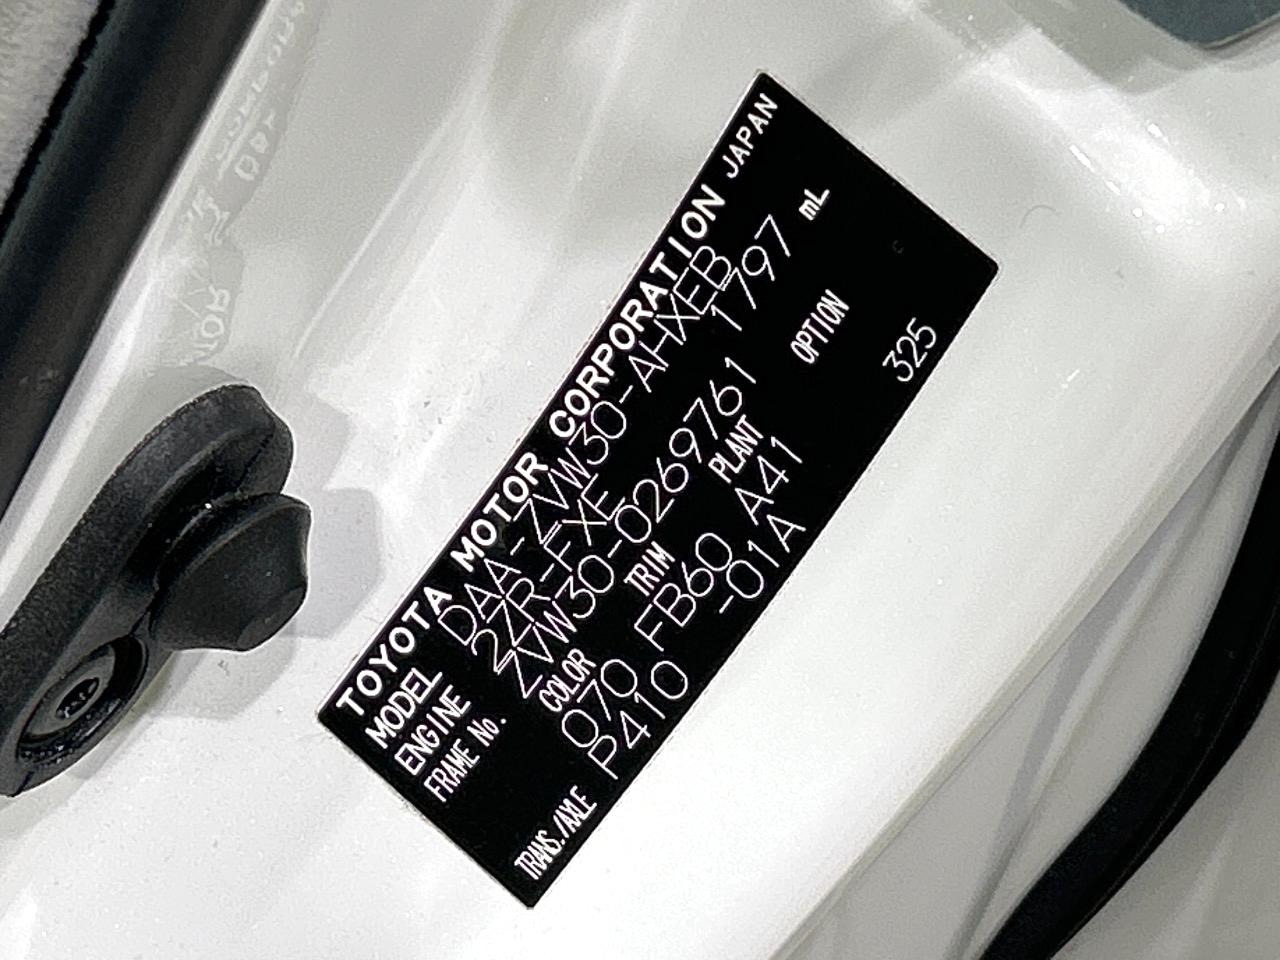 TOYOTA MOTOR CORPORATION JAPAN
MODEL DAA-ZVW30-AHXEB
ENGINE 2ZR-FXE 1797 mL
FRAME No. ZVW30-0269761
COLOR TRIM PLANT OPTION
070 FB60 A41
TRANS./AXLE P410 -01A 325